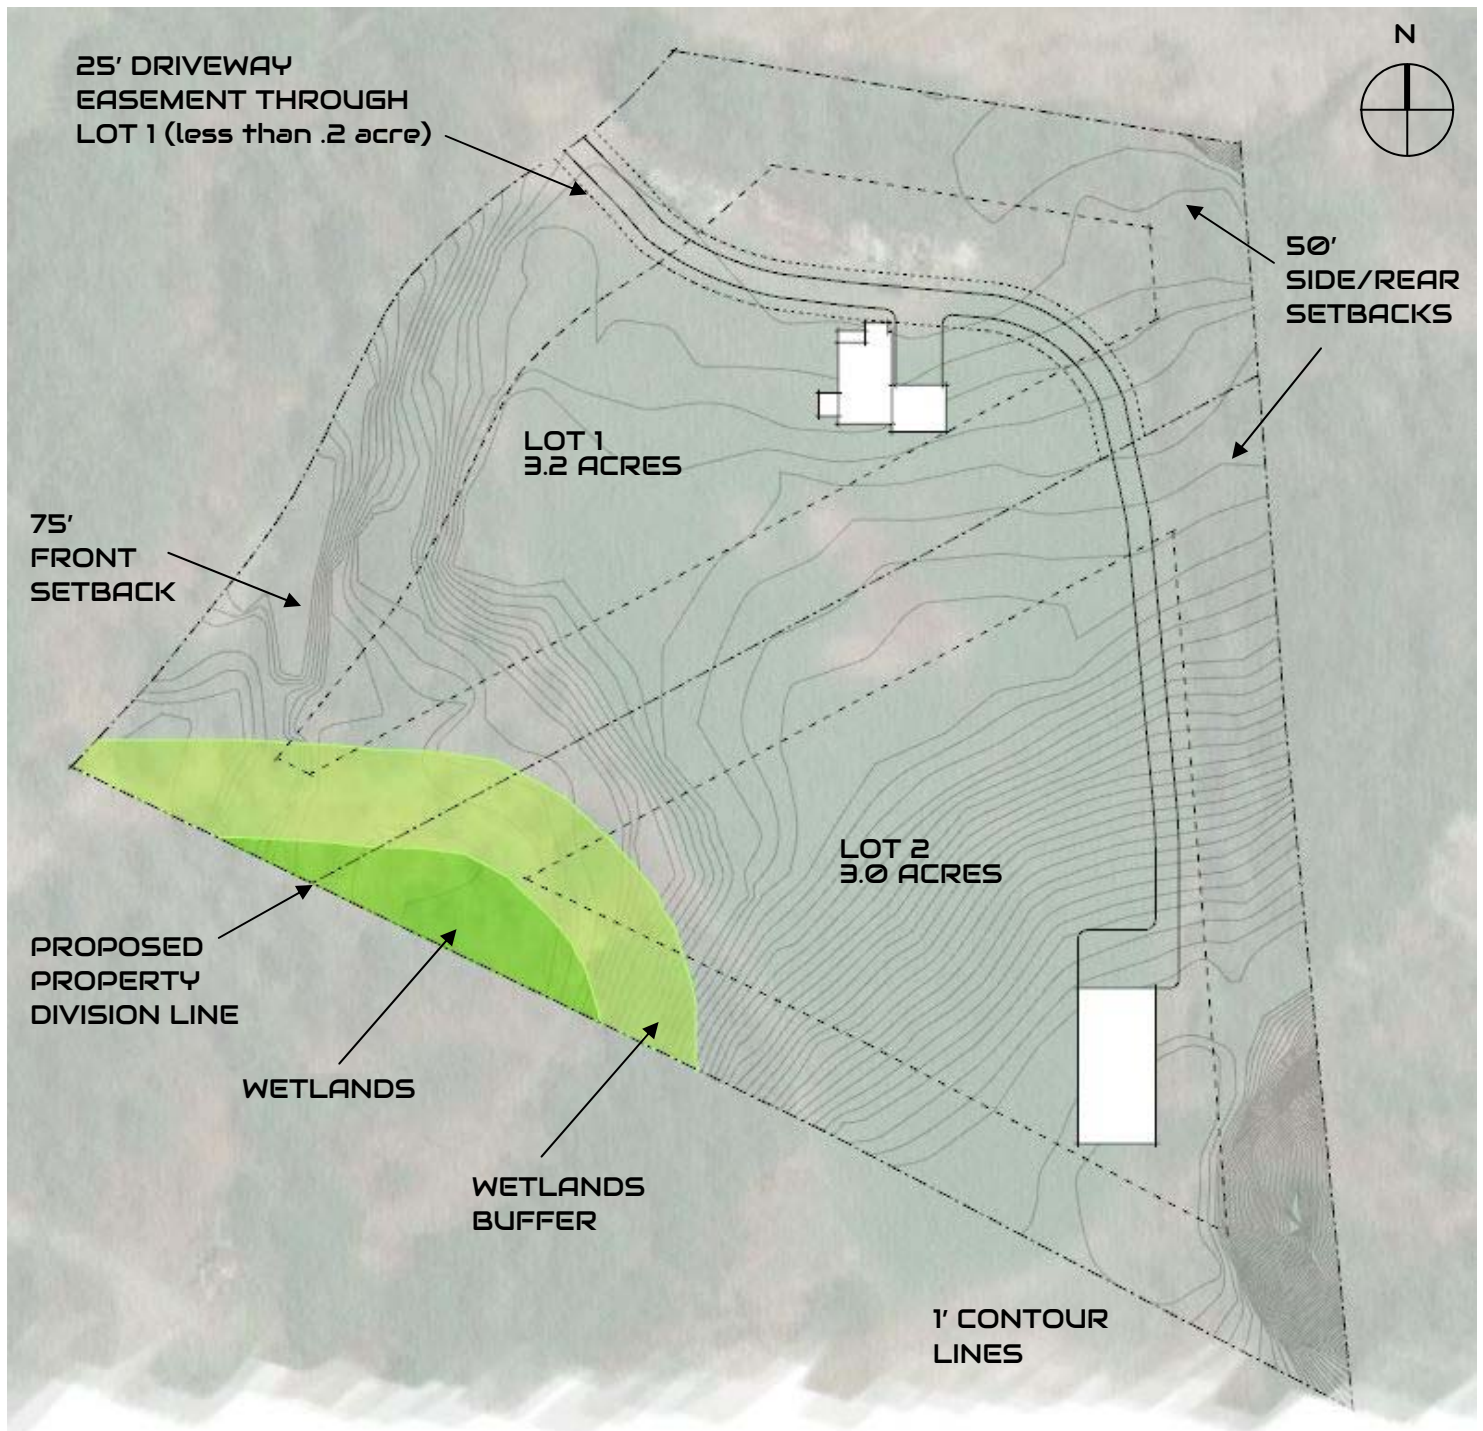 N
25' DRIVEWAY
EASEMENT THROUGH
LOT 1 (less than .2 acre)
50'
SIDE/REAR
SETBACKS
LOT 1
3.2 ACRES
75'
FRONT
SETBACK
LOT 2
3.0 ACRES
PROPOSED
PROPERTY
DIVISION LINE
WETLANDS
WETLANDS
BUFFER
1' CONTOUR
LINES